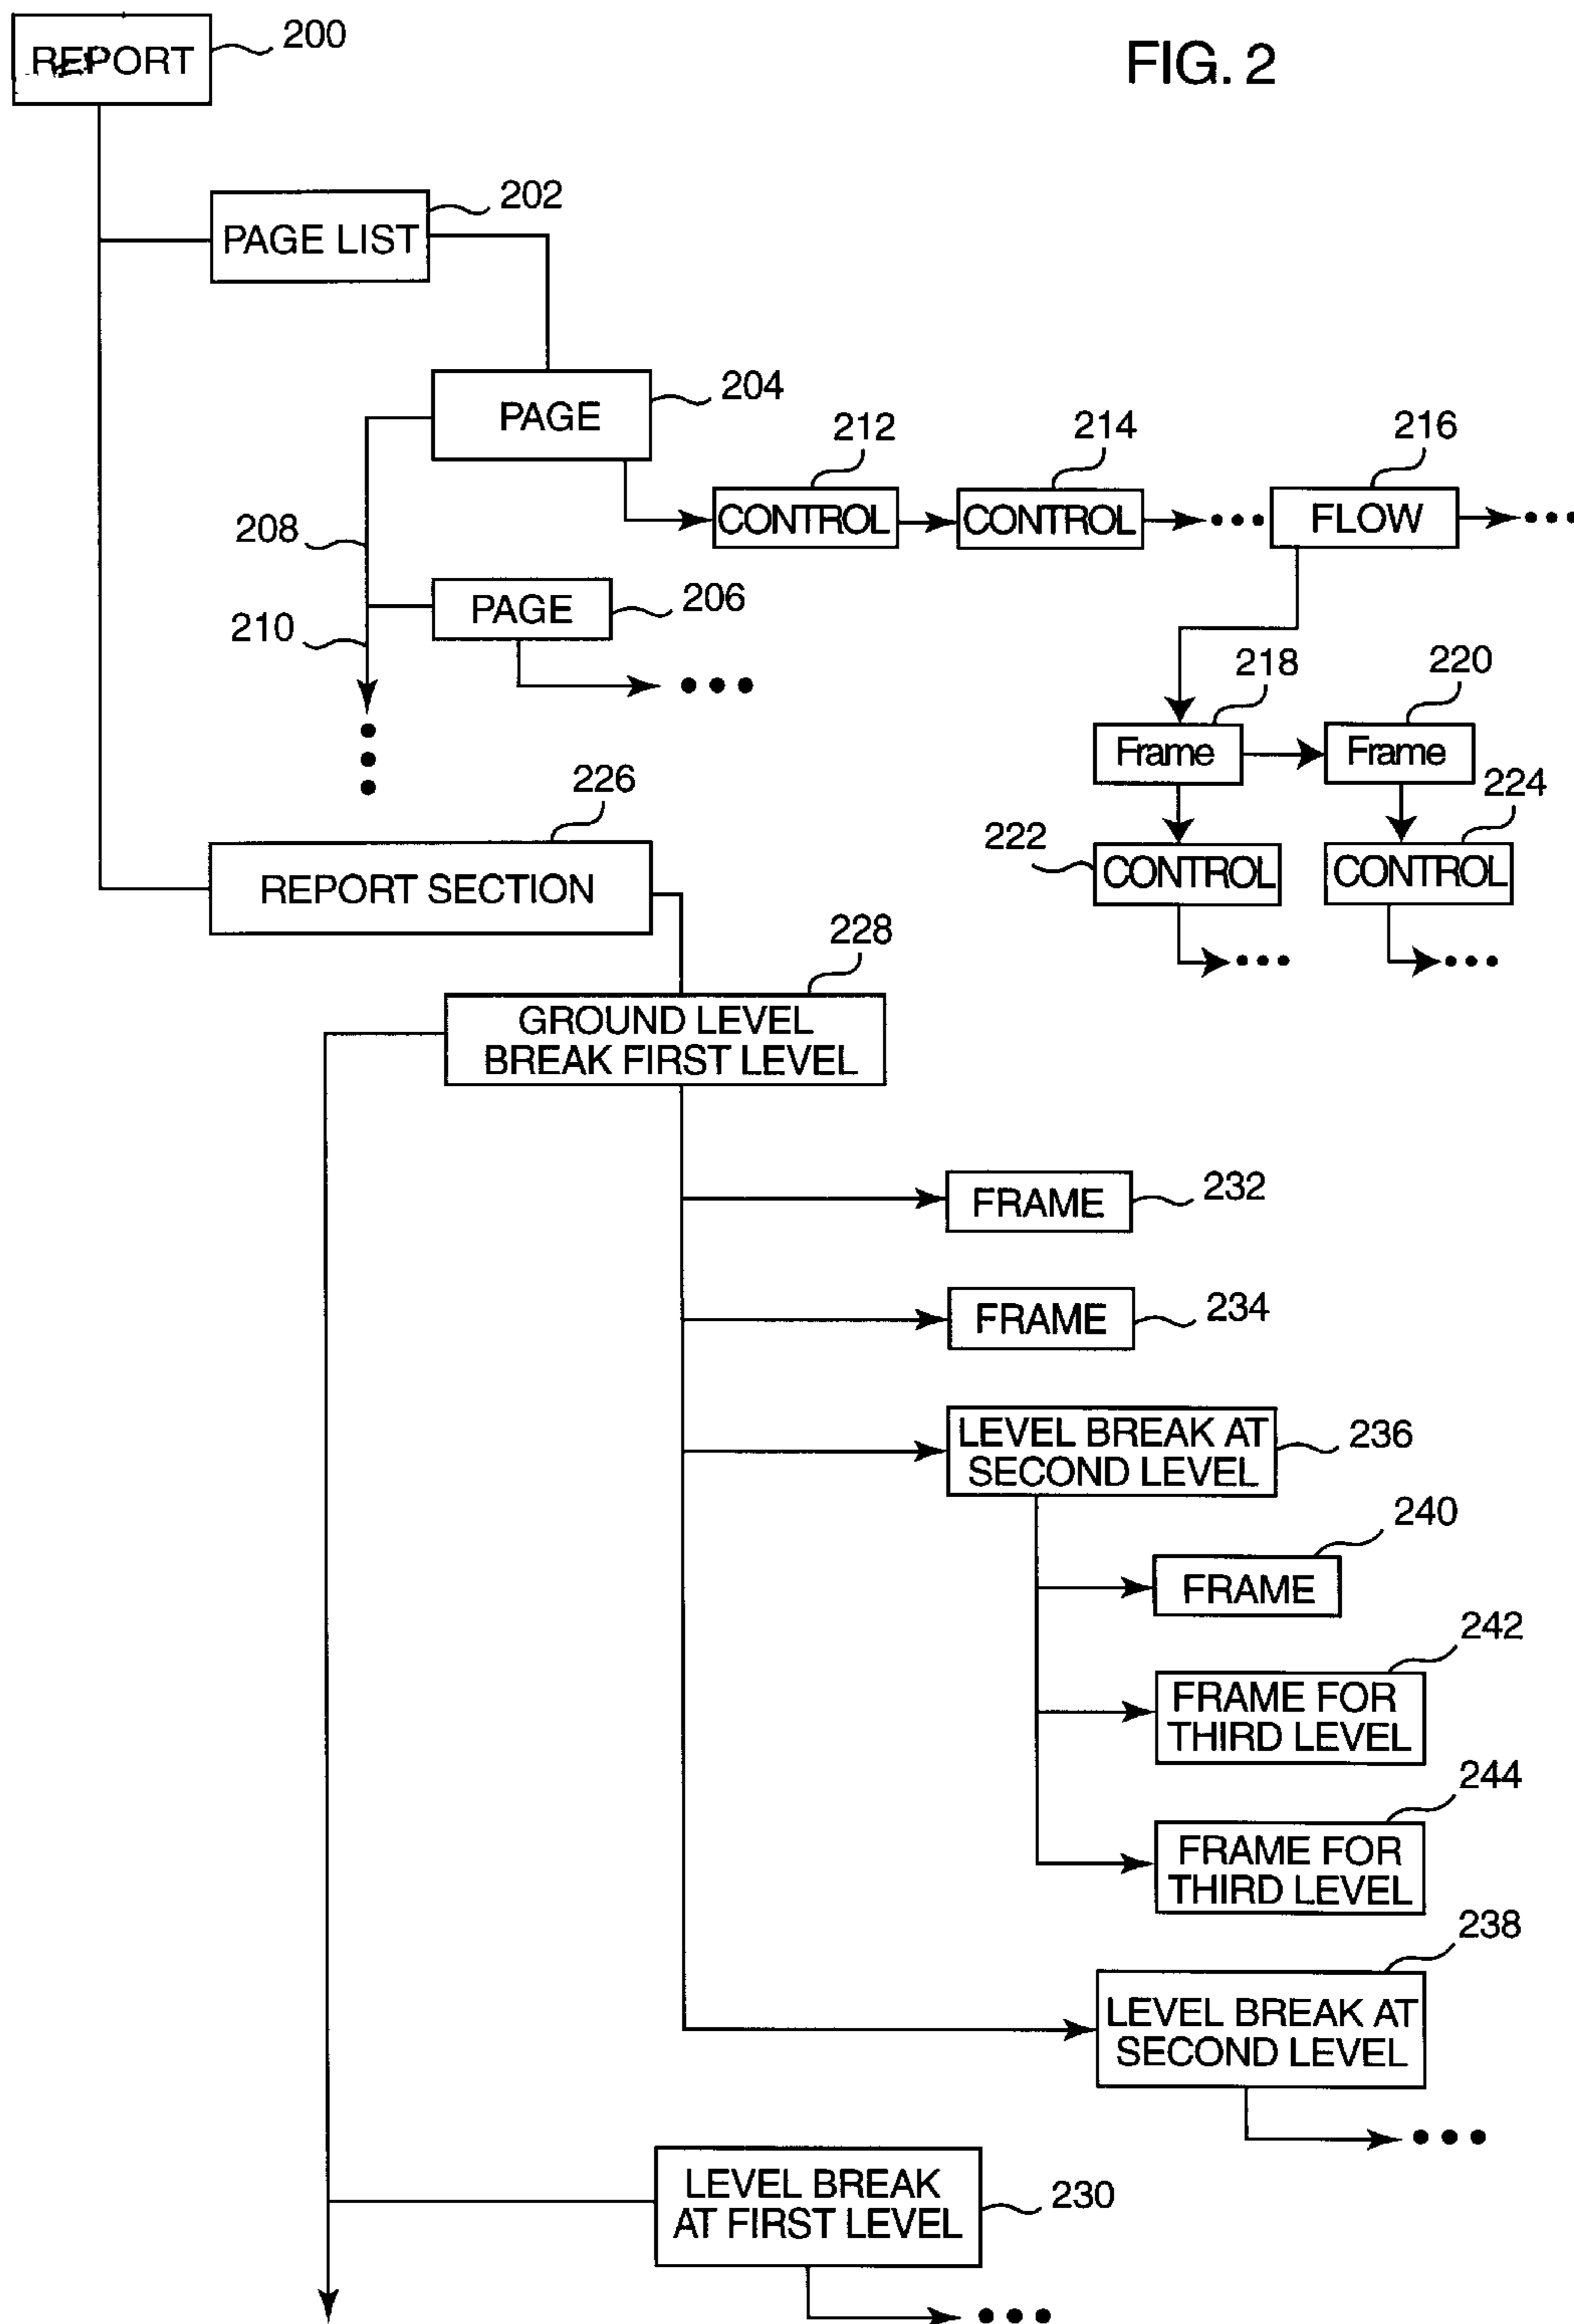 FIG. 2
REPORT
200
PAGE LIST
202
PAGE
204
212
214
216
CONTROL
CONTROL
FLOW
208
PAGE
206
210
218
220
Frame
Frame
222
224
CONTROL
CONTROL
226
REPORT SECTION
228
GROUND LEVEL
BREAK FIRST LEVEL
FRAME
232
FRAME
234
LEVEL BREAK AT
SECOND LEVEL
236
240
FRAME
242
FRAME FOR
THIRD LEVEL
244
FRAME FOR
THIRD LEVEL
238
LEVEL BREAK AT
SECOND LEVEL
LEVEL BREAK
AT FIRST LEVEL
230